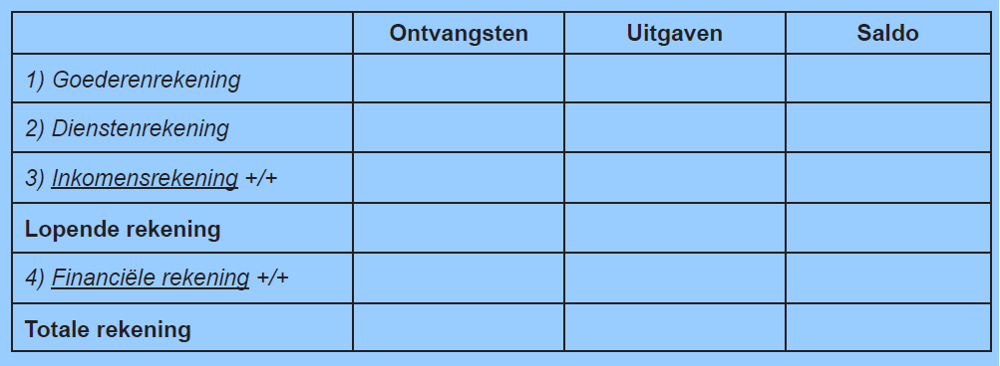 Ontvangsten Uitgaven Saldo
1) Goederenrekening
2) Dienstenrekening
3) Inkomensrekening +/+
Lopende rekening
4) Financiële rekening +/+
Totale rekening